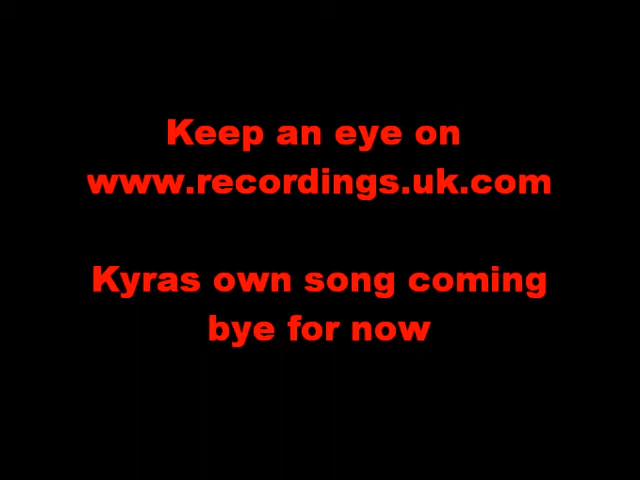 Keep an eye on
www.recordings.uk.com
Kyras own song coming
bye for now